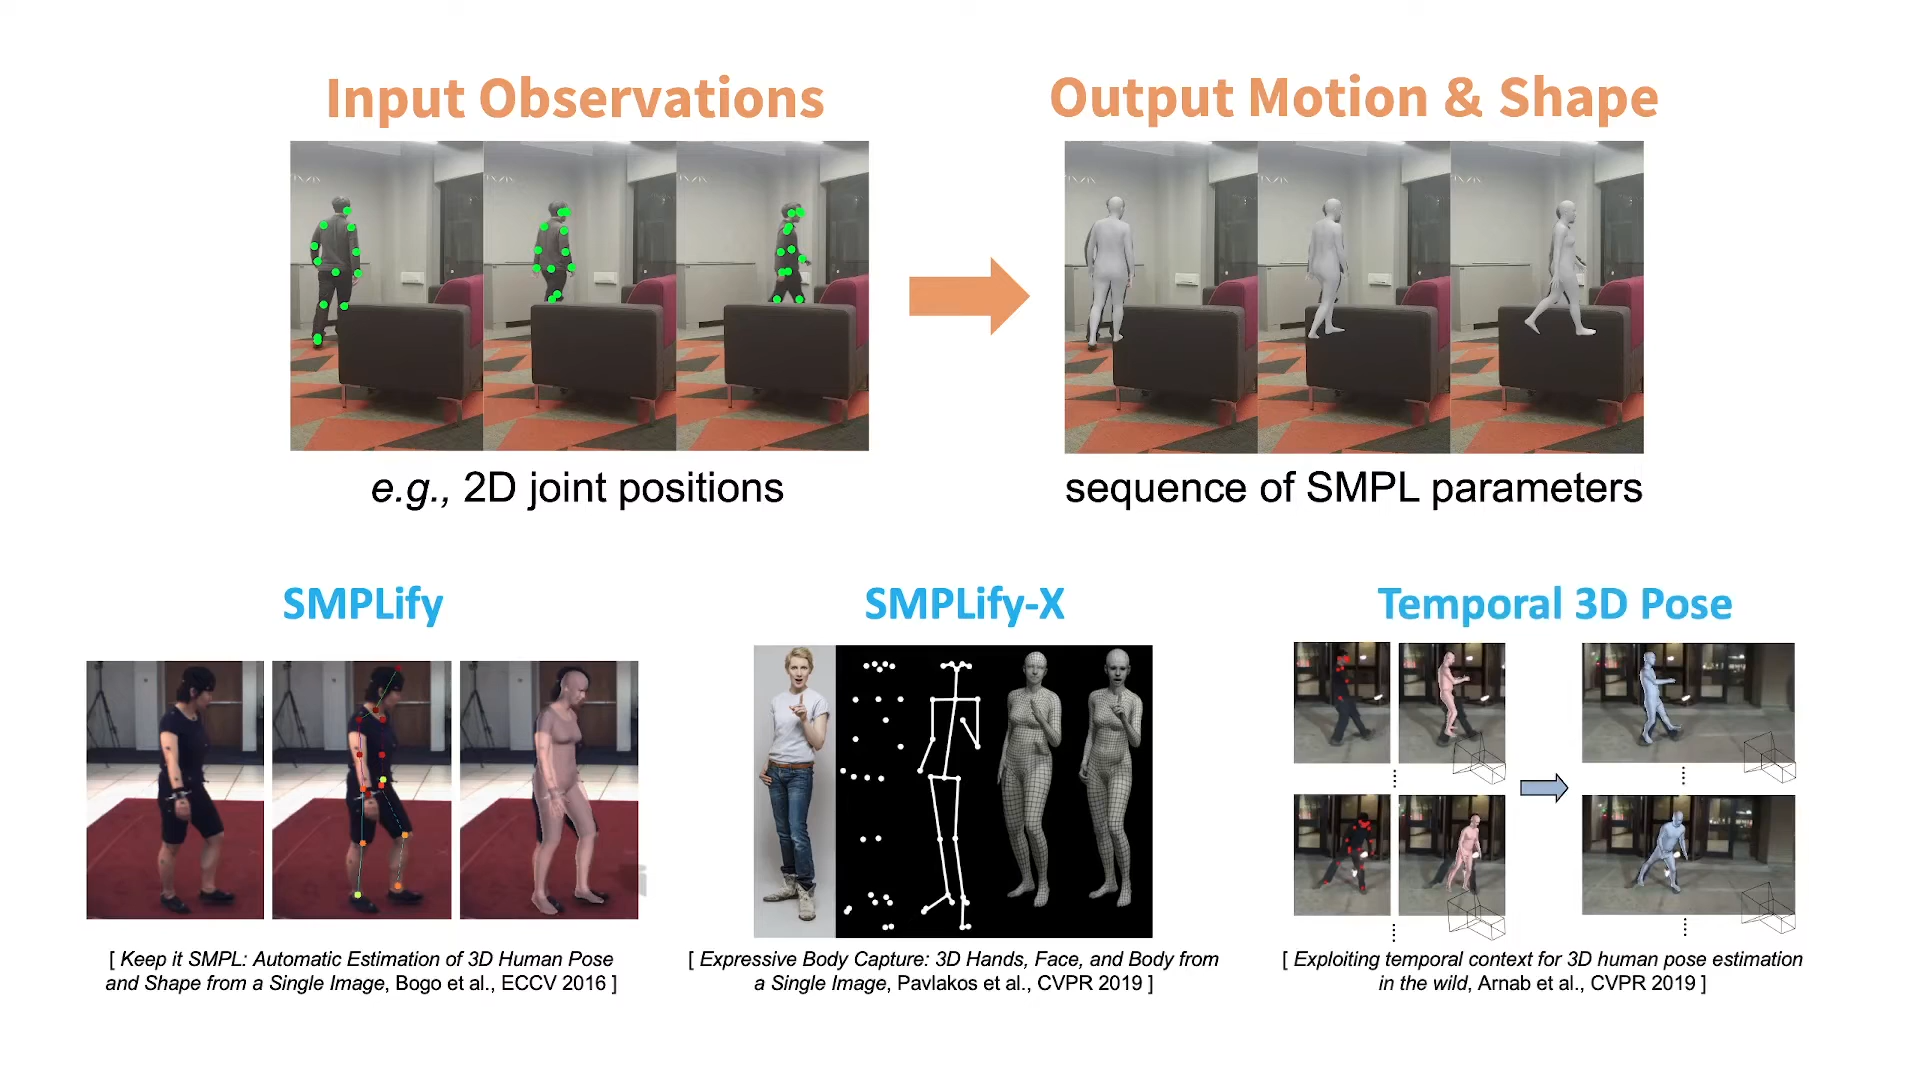 Input Observations
Output Motion & Shape
e.g., 2D joint positions
sequence of SMPL parameters
SMPLify
SMPLify-X
Temporal 3D Pose
[ Keep it SMPL: Automatic Estimation of 3D Human Pose
and Shape from a Single Image, Bogo et al., ECCV 2016 ]
[ Expressive Body Capture: 3D Hands, Face, and Body from
a Single Image, Pavlakos et al., CVPR 2019 ]
[ Exploiting temporal context for 3D human pose estimation
in the wild, Arnab et al., CVPR 2019 ]